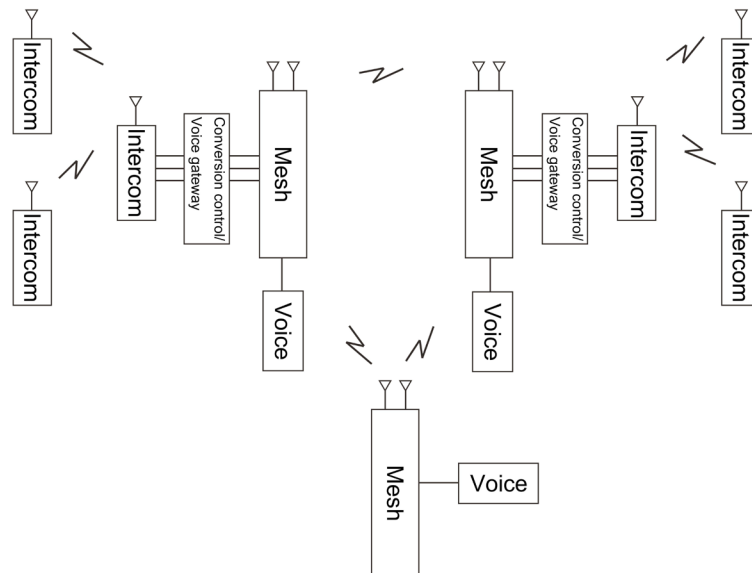 Intercom
Intercom
Intercom
Conversion control/
Voice gateway
Mesh
Voice
Mesh
Conversion control/
Voice gateway
Intercom
Intercom
Intercom
Voice
Mesh
Voice